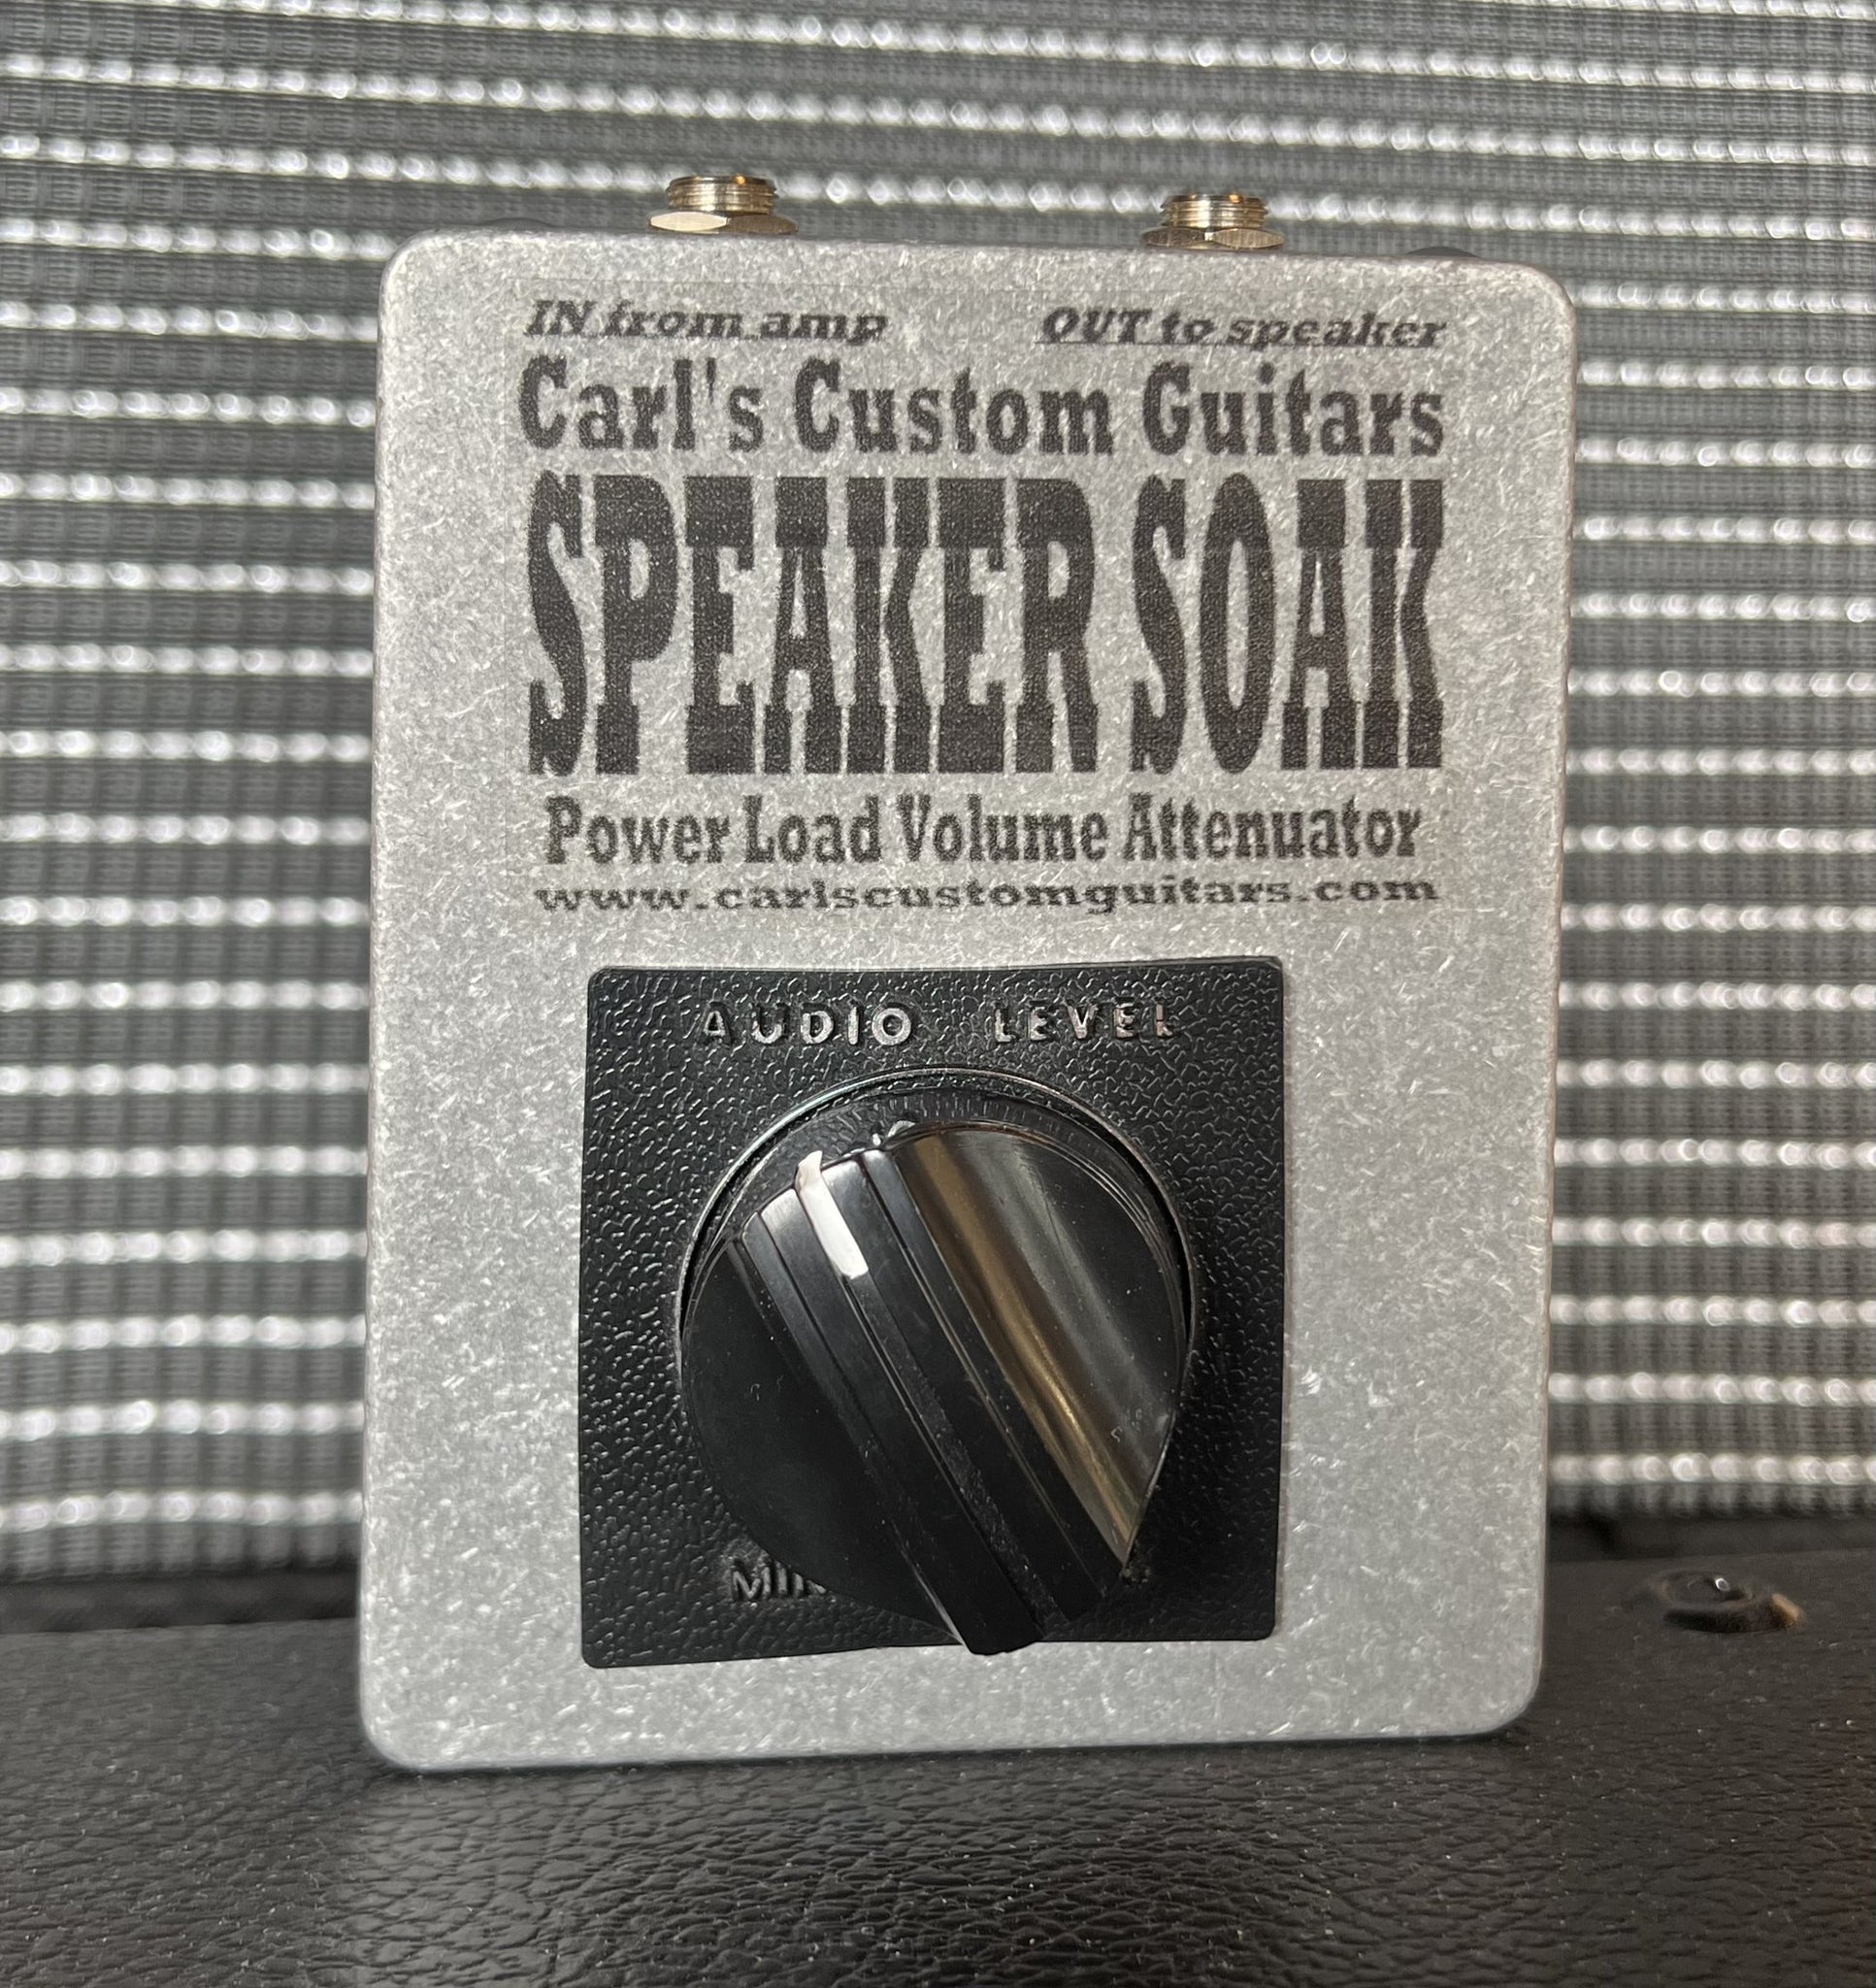 IN from amp OUT to speaker
Carl's Custom Guitars
SPEAKER SOAK
Power Load Volume Attenuator
www.carlscustomguitars.com
AUDIO LEVEL